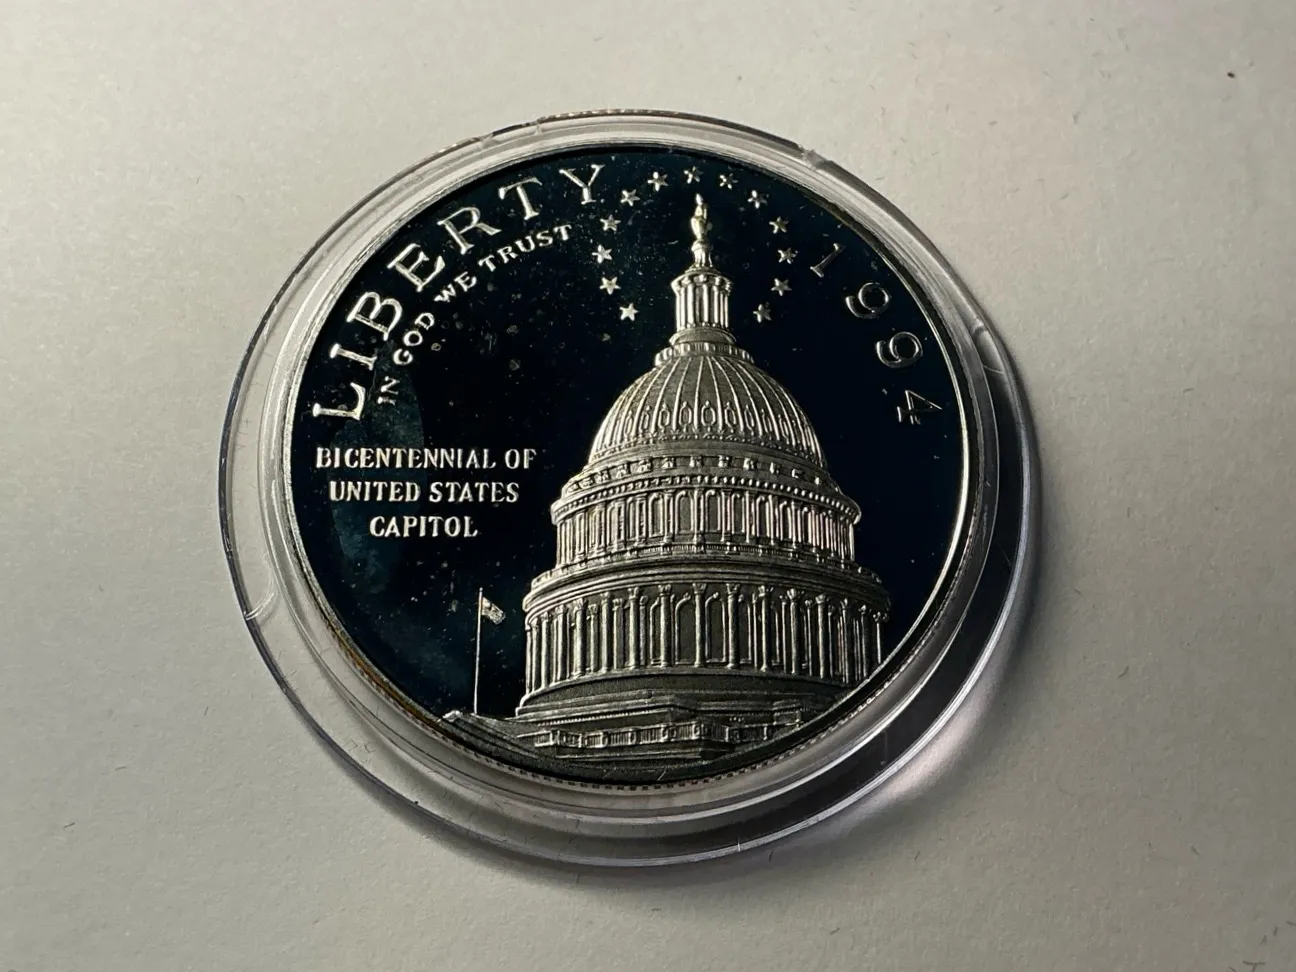 LIBERTY
IN GOD WE TRUST
1994
BICENTENNIAL OF
UNITED STATES
CAPITOL